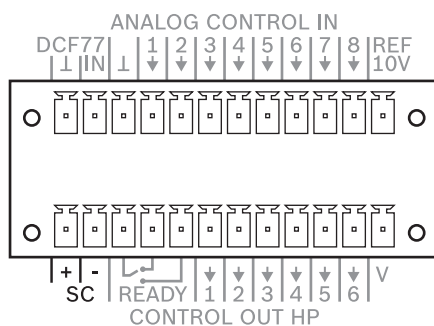 ANALOG CONTROL IN
DCF77 1 2 3 4 5 6 7 8 REF
⊥ IN ⊥ 10V
+ - READY 1 2 3 4 5 6 V
SC
CONTROL OUT HP